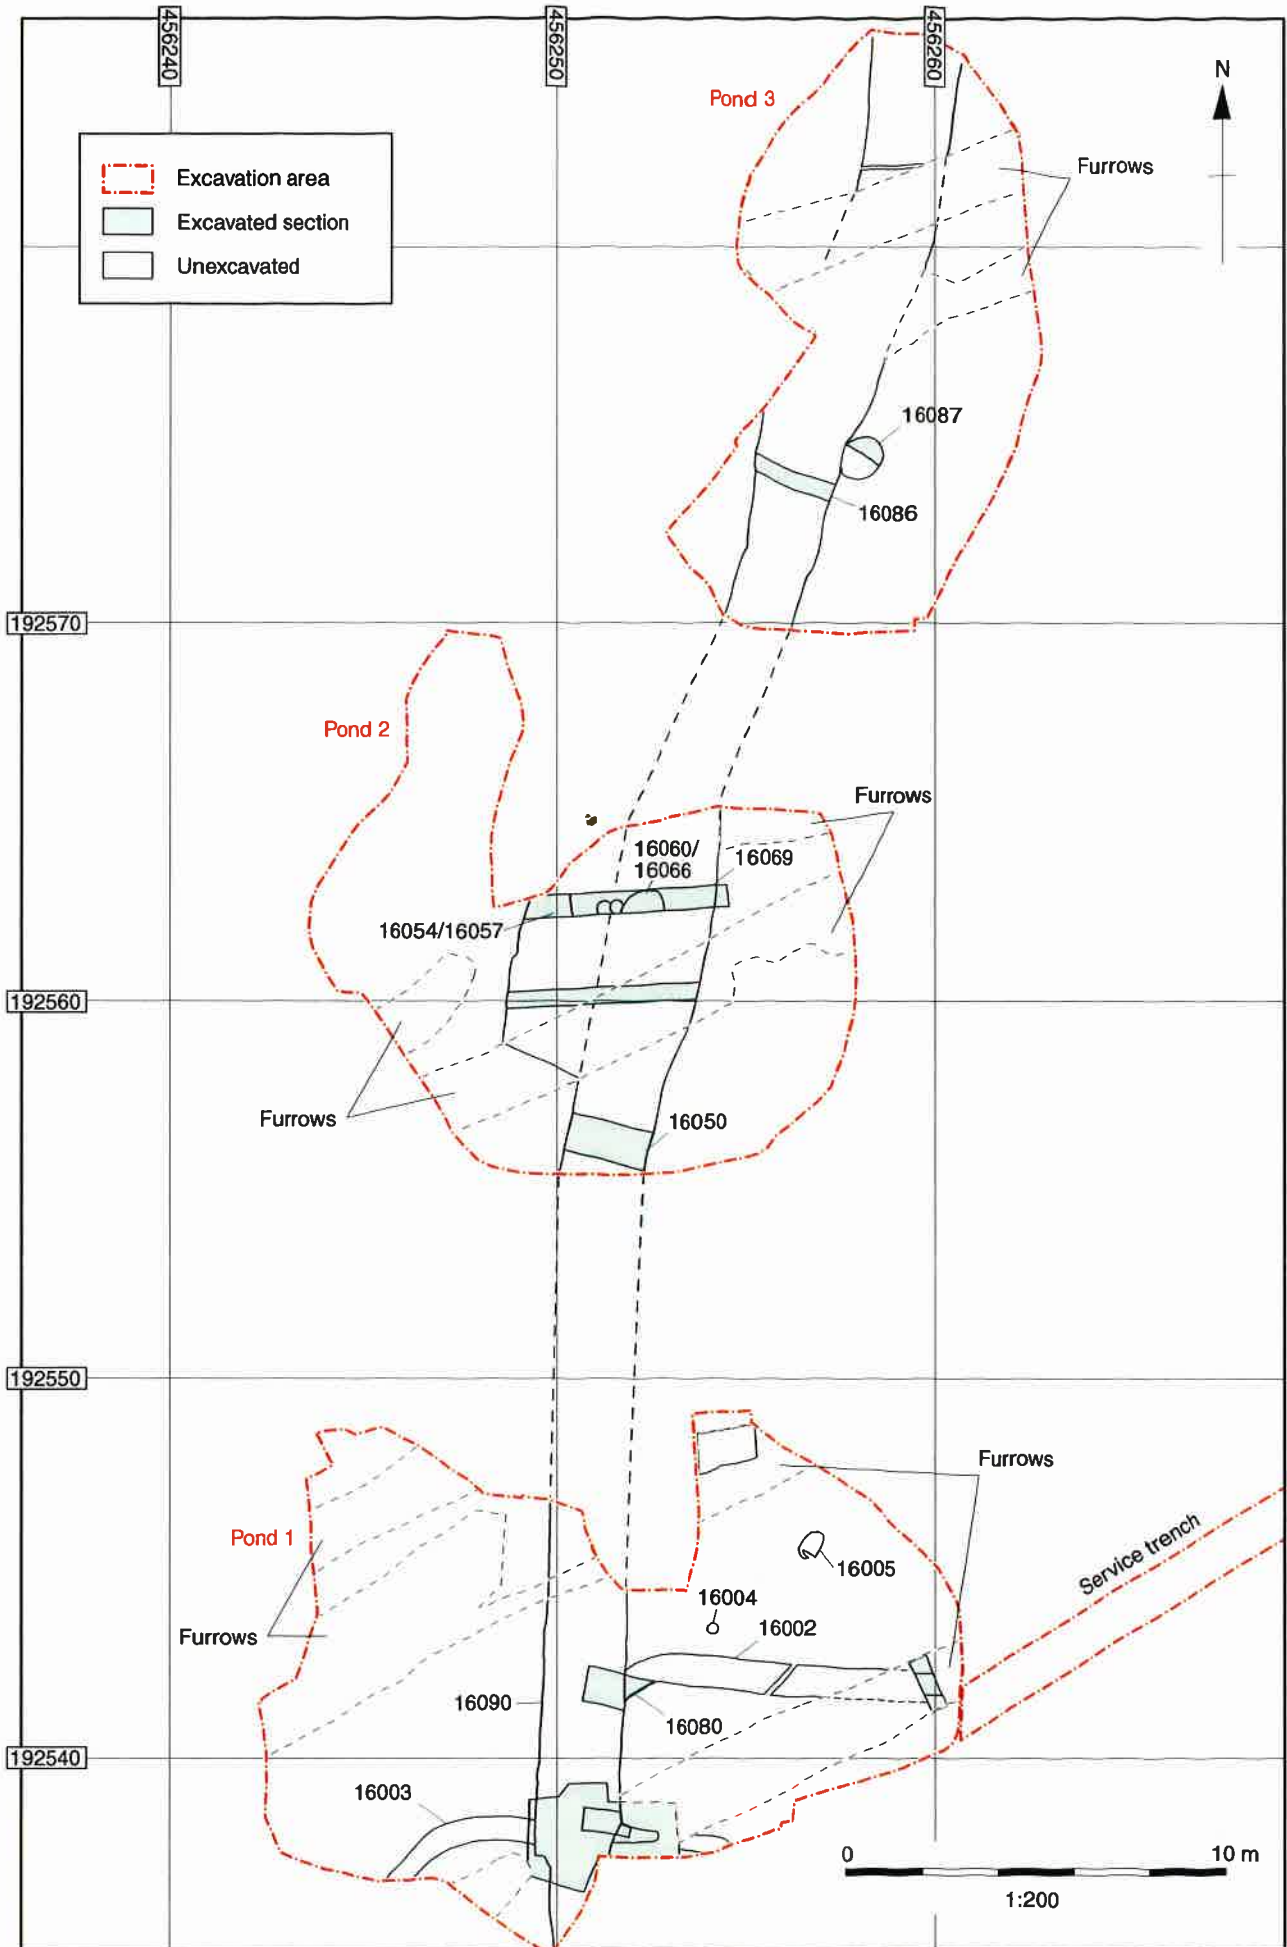 456240
456250
456260
N
Pond 3
Furrows
Excavation area
Excavated section
Unexcavated
16087
16086
192570
Pond 2
Furrows
16060/
16066
16069
16054/16057
192560
Furrows
16050
192550
Furrows
Pond 1
Service trench
16005
16004
16002
Furrows
16090
16080
192540
16003
0
10 m
1:200